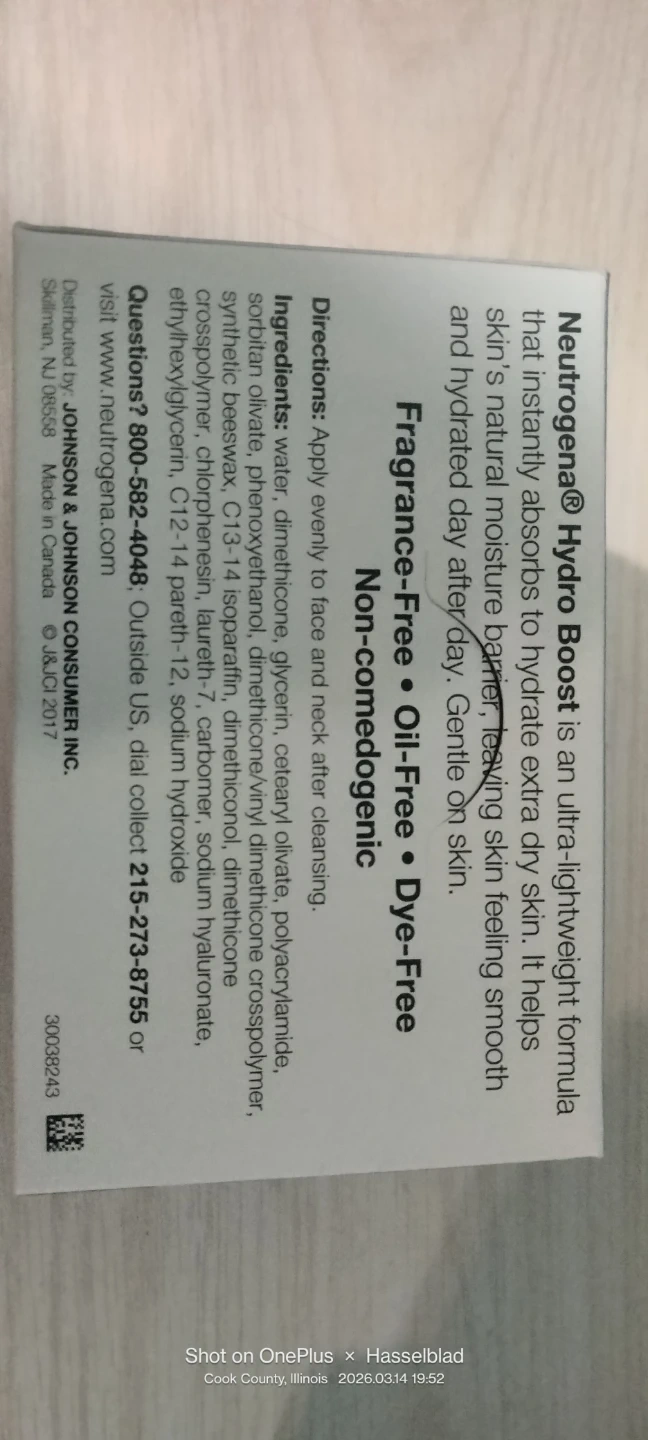 Neutrogena® Hydro Boost is an ultra-lightweight formula
that instantly absorbs to hydrate extra dry skin. It helps
skin's natural moisture barrier, leaving skin feeling smooth
and hydrated day after day. Gentle on skin.
Fragrance-Free • Oil-Free • Dye-Free
Non-comedogenic
Directions: Apply evenly to face and neck after cleansing.
Ingredients: water, dimethicone, glycerin, cetearyl olivate, polyacrylamide,
sorbitan olivate, phenoxyethanol, dimethicone/vinyl dimethicone crosspolymer,
synthetic beeswax, C13-14 isoparaffin, dimethiconol, dimethicone
crosspolymer, chlorphenesin, laureth-7, carbomer, sodium hyaluronate,
ethylhexylglycerin, C12-14 pareth-12, sodium hydroxide
Questions? 800-582-4048; Outside US, dial collect 215-273-8755 or
visit www.neutrogena.com
Distributed by: JOHNSON & JOHNSON CONSUMER INC.
Skillman, NJ 08558 Made in Canada © J&JCI 2017
30038243
Shot on OnePlus × Hasselblad
Cook County, Illinois 2026.03.14 19:52